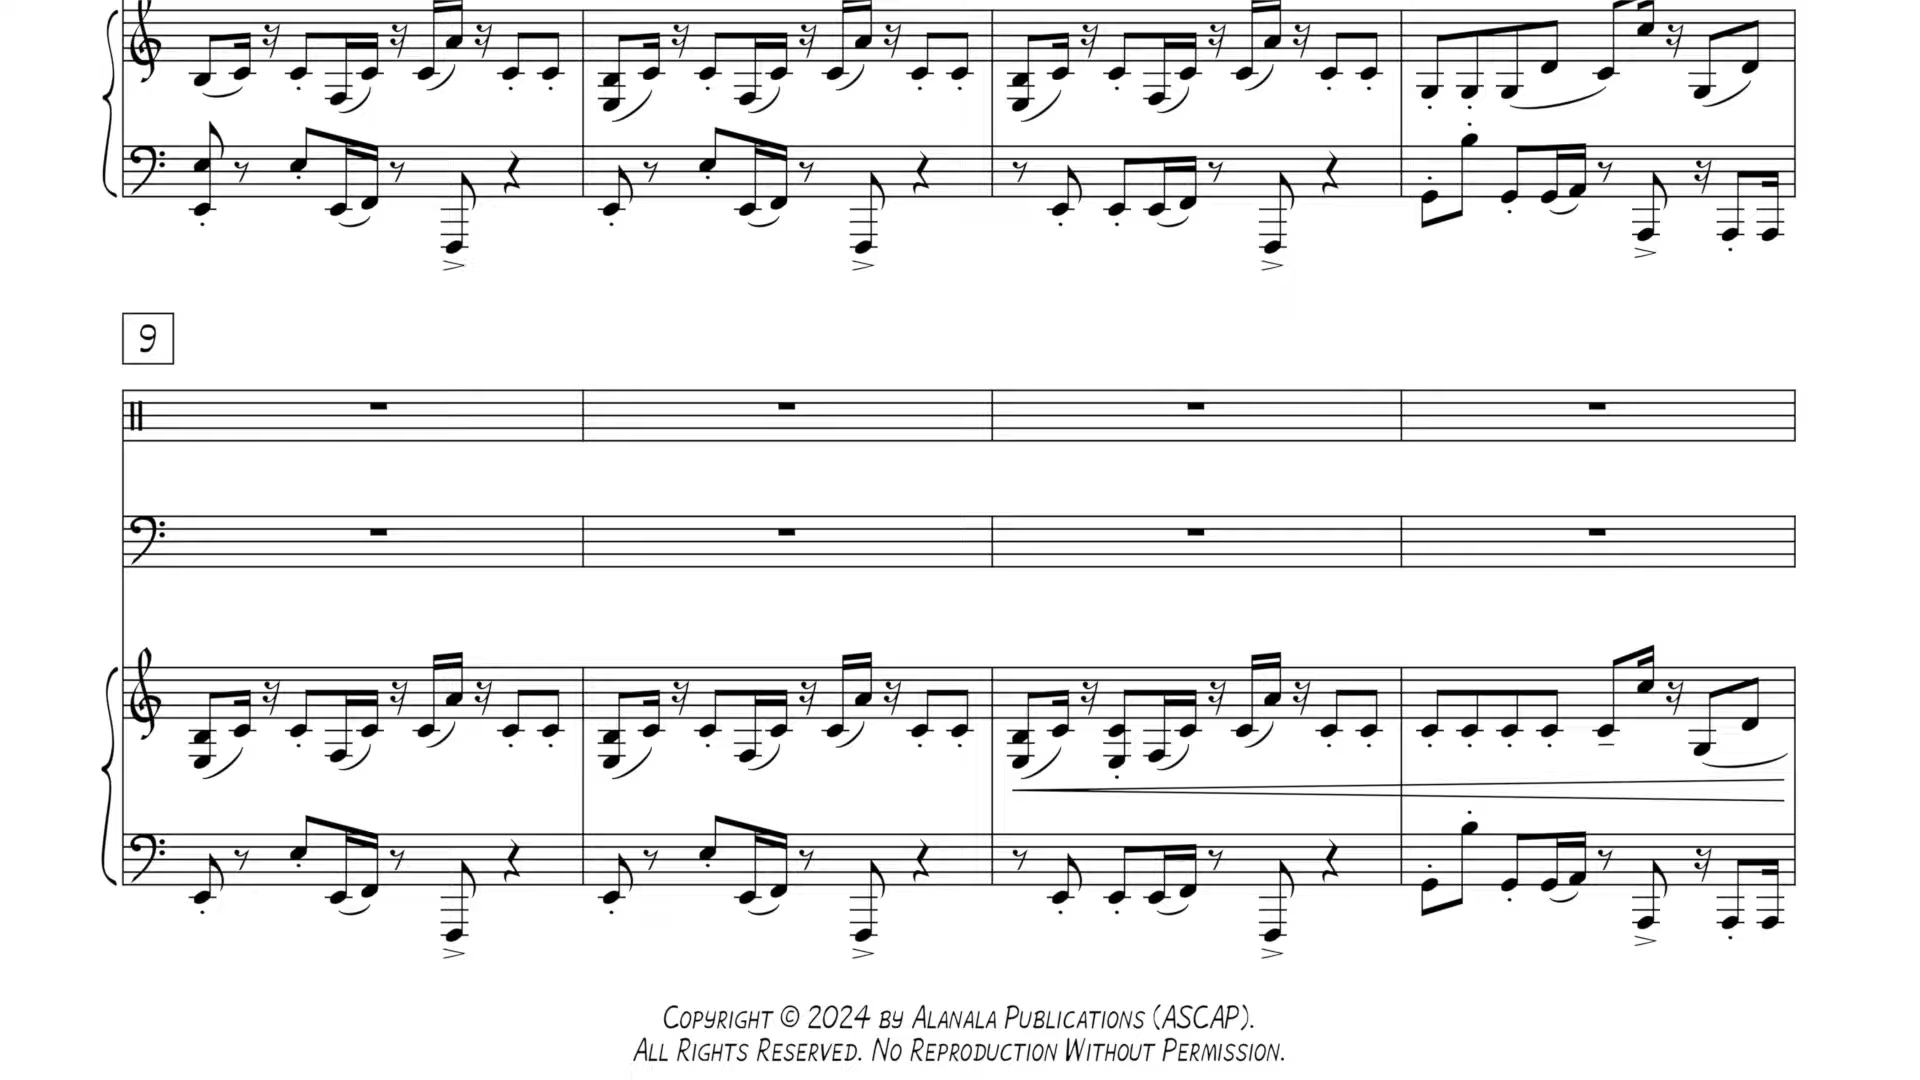 9
Copyright © 2024 by Alanala Publications (ASCAP).
All Rights Reserved. No Reproduction Without Permission.